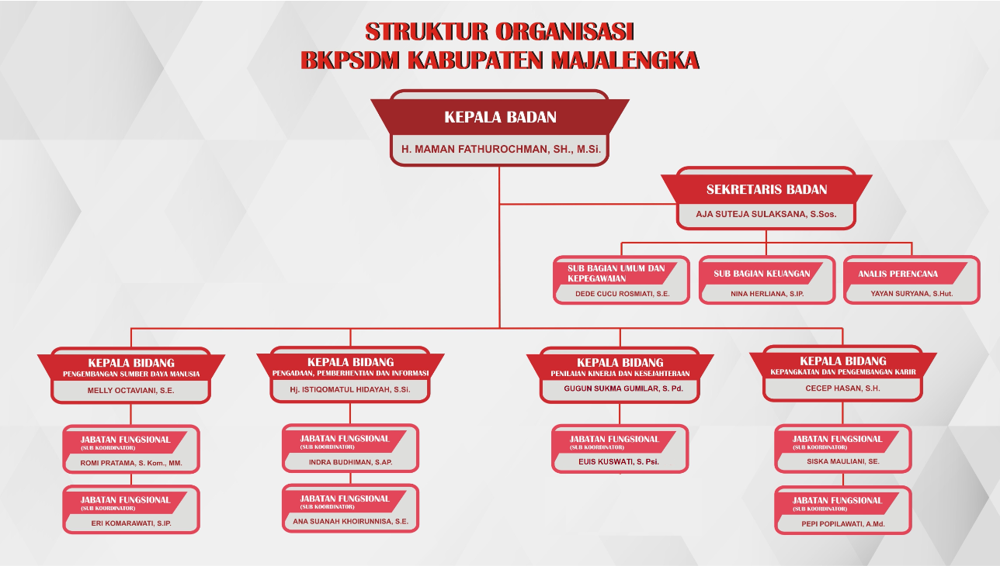 STRUKTUR ORGANISASI
BKPSDM KABUPATEN MAJALENGKA
KEPALA BADAN
H. MAMAN FATHUROCHMAN, SH., M.Si.
SEKRETARIS BADAN
AJA SUTEJA SULAKSANA, S.Sos.
SUB BAGIAN UMUM DAN
KEPEGAWAIAN
DEDE CUCU ROSMIATI, S.E.
SUB BAGIAN KEUANGAN
NINA HERLIANA, S.IP.
ANALIS PERENCANA
YAYAN SURYANA, S.Hut.
KEPALA BIDANG
PENGEMBANGAN SUMBER DAYA MANUSIA
MELLY OCTAVIANI, S.E.
KEPALA BIDANG
PENGADAAN, PEMBERHENTIAN DAN INFORMASI
Hj. ISTIQOMATUL HIDAYAH, S.Si.
KEPALA BIDANG
PENILAIAN KINERJA DAN KESEJAHTERAAN
GUGUN SUKMA GUMILAR, S. Pd.
KEPALA BIDANG
KEPANGKATAN DAN PENGEMBANGAN KARIR
CECEP HASAN, S.H.
JABATAN FUNGSIONAL
(SUB KOORDINATOR)
ROMI PRATAMA, S. Kom., MM.
JABATAN FUNGSIONAL
(SUB KOORDINATOR)
INDRA BUDHIMAN, S.AP.
JABATAN FUNGSIONAL
(SUB KOORDINATOR)
EUIS KUSWATI, S. Psi.
JABATAN FUNGSIONAL
(SUB KOORDINATOR)
SISKA MAULIANI, SE.
JABATAN FUNGSIONAL
(SUB KOORDINATOR)
ERI KOMARAWATI, S.IP.
JABATAN FUNGSIONAL
(SUB KOORDINATOR)
ANA SUANAH KHOIRUNNISA, S.E.
JABATAN FUNGSIONAL
(SUB KOORDINATOR)
PEPI POPILAWATI, A.Md.